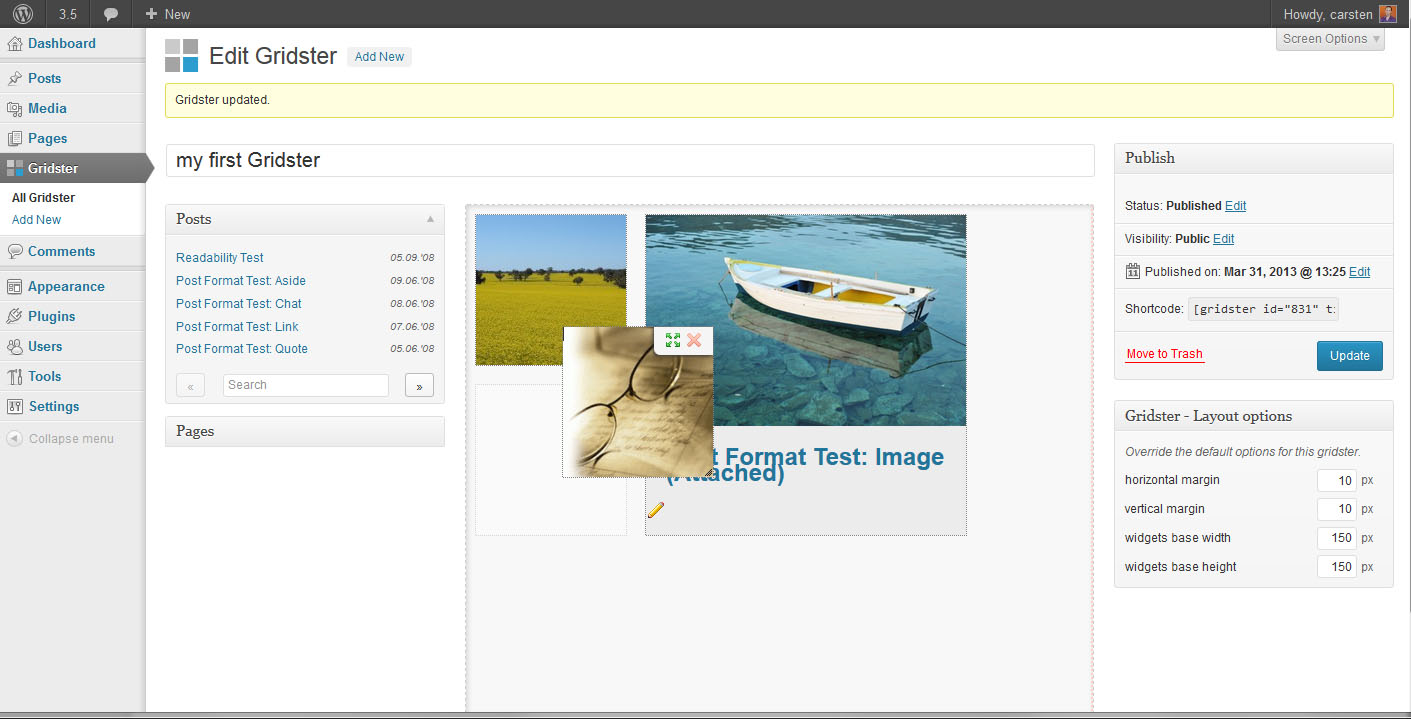 3.5 New Howdy, carsten
Screen Options
Dashboard
Posts
Media
Pages
Gridster
All Gridster
Add New
Comments
Appearance
Plugins
Users
Tools
Settings
Collapse menu
Edit Gridster Add New
Gridster updated.
my first Gridster
Posts
Readability Test 05.09.'08
Post Format Test: Aside 09.06.'08
Post Format Test: Chat 08.06.'08
Post Format Test: Link 07.06.'08
Post Format Test: Quote 05.06.'08
« Search »
Pages
Format Test: Image
Publish
Status: Published Edit
Visibility: Public Edit
Published on: Mar 31, 2013 @ 13:25 Edit
Shortcode: [gridster id="831" t:
Move to Trash Update
Gridster - Layout options
Override the default options for this gridster.
horizontal margin 10 px
vertical margin 10 px
widgets base width 150 px
widgets base height 150 px